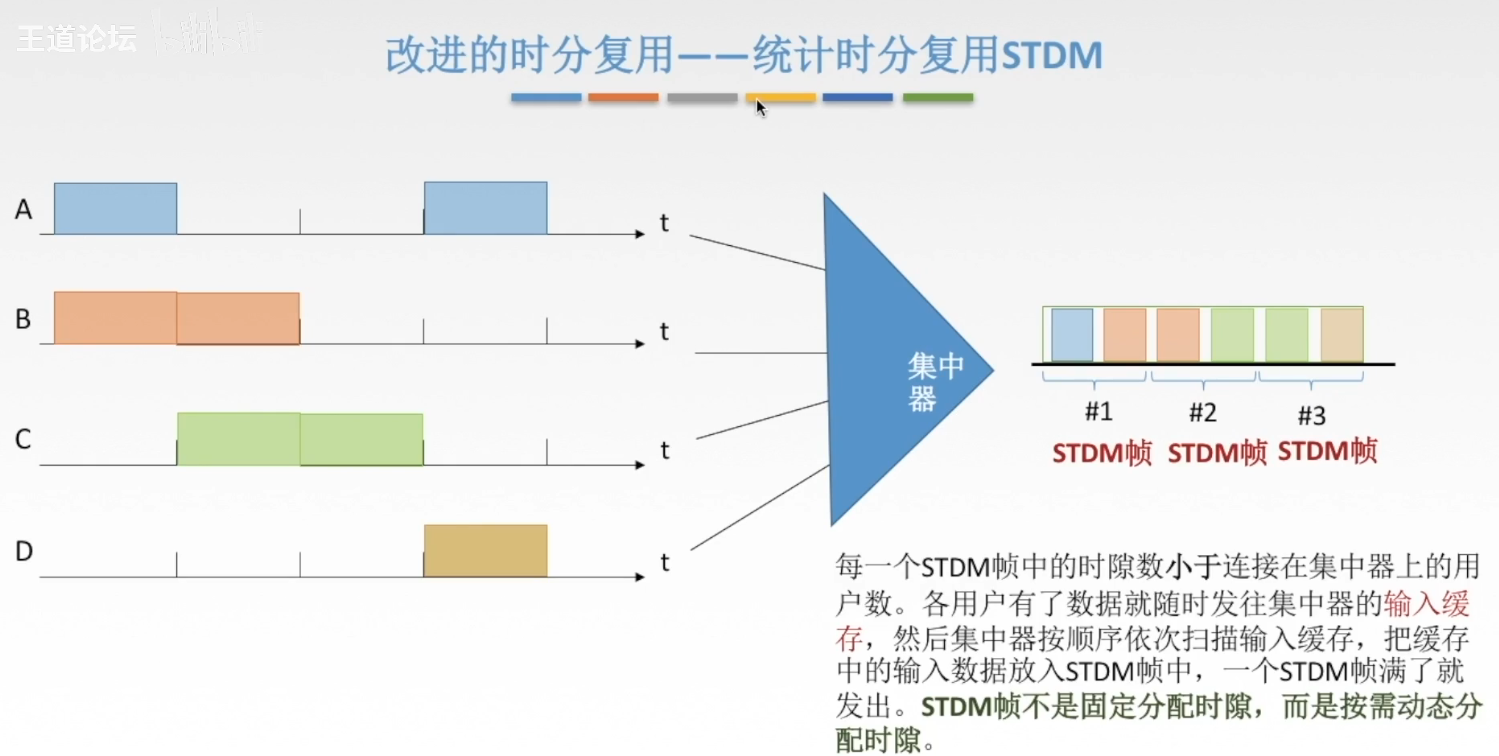 王道论坛 bilibili
改进的时分复用——统计时分复用STDM
A
t
B
t
C
t
D
t
集中
器
#1
#2
#3
STDM帧
STDM帧
STDM帧
每一个STDM帧中的时隙数小于连接在集中器上的用
户数。各用户有了数据就随时发往集中器的输入缓
存，然后集中器按顺序依次扫描输入缓存，把缓存
中的输入数据放入STDM帧中，一个STDM帧满了就
发出。STDM帧不是固定分配时隙，而是按需动态分
配时隙。